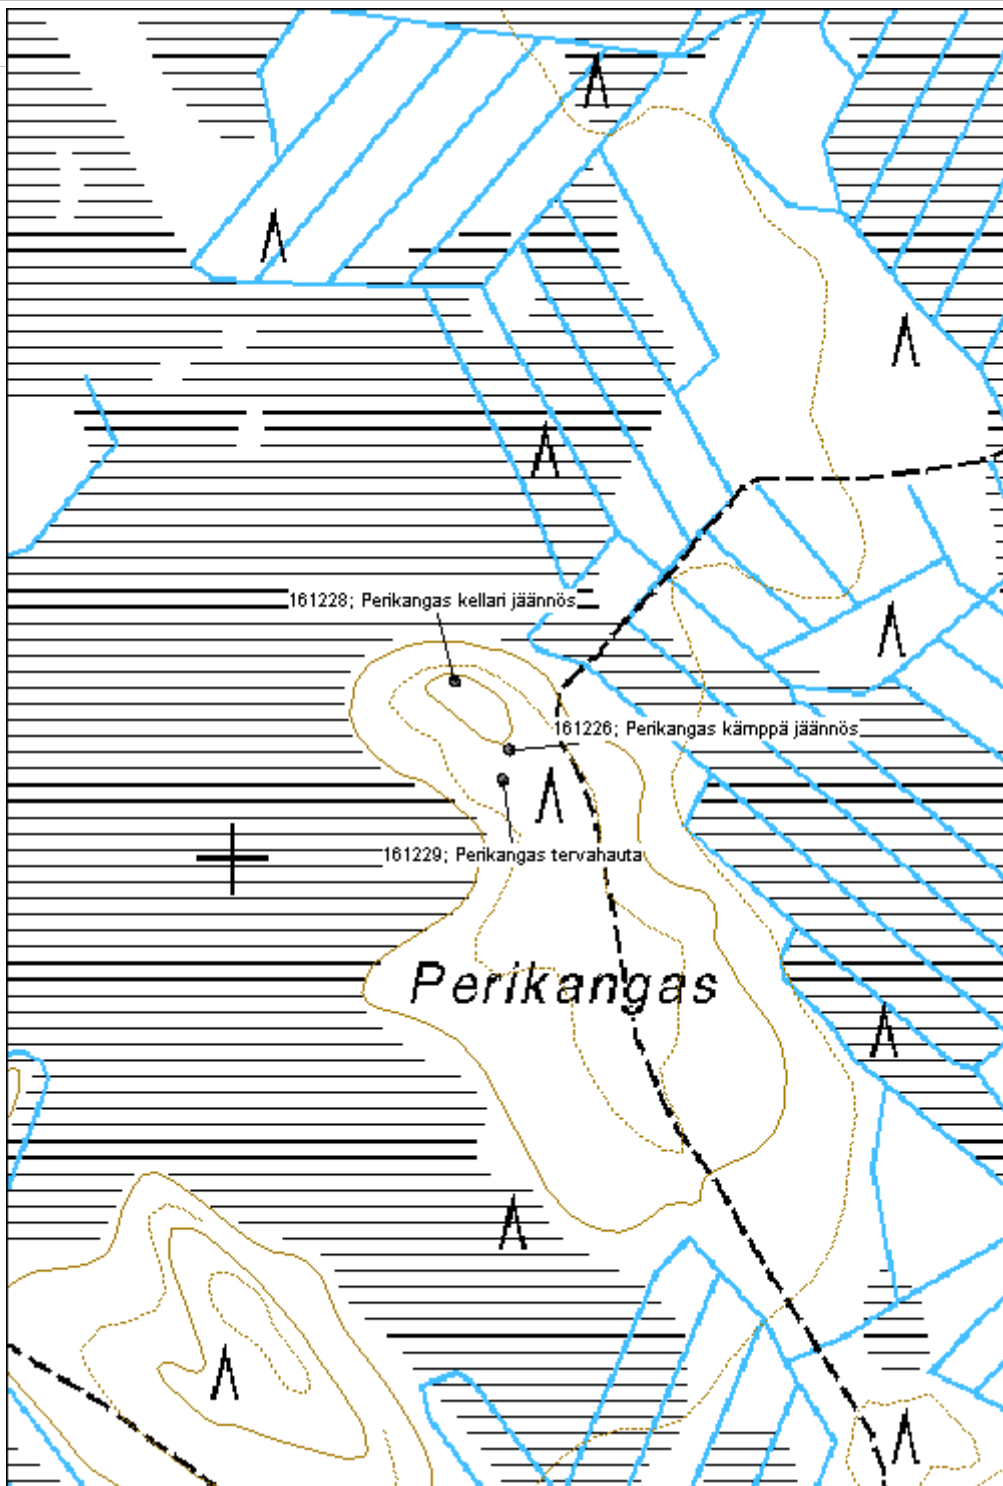 161228; Perikangas kellari jäännös
161226; Perikangas kämppä jäännös
161229; Perikangas tervahauta
Perikangas